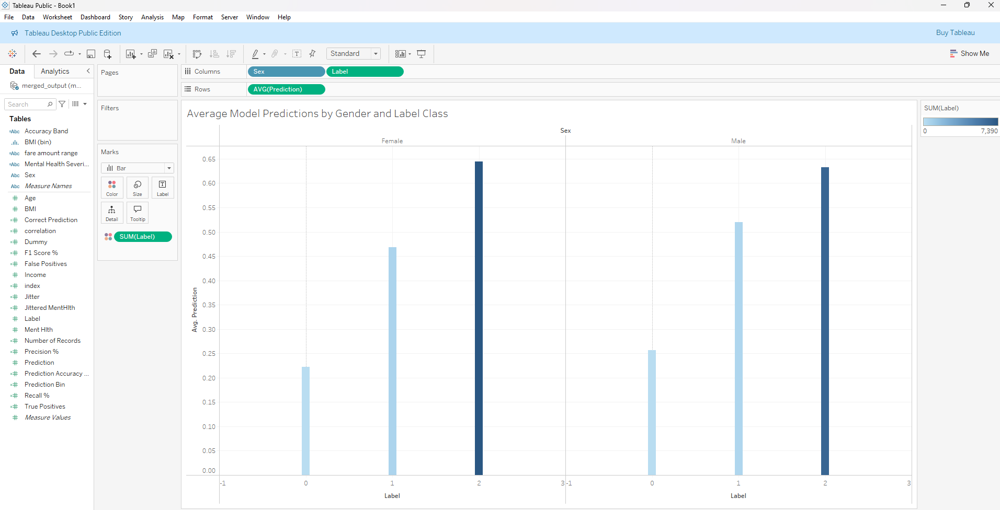 Tableau Public - Book1
File Data Worksheet Dashboard Story Analysis Map Format Server Window Help
Tableau Desktop Public Edition
Buy Tableau
Standard
Show Me
Data Analytics
merged_output (m...
Search
Tables
Abc Accuracy Band
BMI (bin)
Abc fare amount range
Abc Mental Health Severi...
Abc Sex
Abc Measure Names
Age
BMI
Correct Prediction
correlation
Dummy
F1 Score %
False Positives
Income
index
Jitter
Jittered MentHlth
Label
Ment Hlth
Number of Records
Precision %
Prediction
Prediction Accuracy ...
Prediction Bin
Recall %
True Positives
Measure Values
Pages
Filters
Marks
Bar
Color Size Label
Detail Tooltip
SUM(Label)
Columns Sex Label
Rows AVG(Prediction)
Average Model Predictions by Gender and Label Class
Sex
Female Male
0.65
0.60
0.55
0.50
0.45
0.40
0.35
0.30
0.25
0.20
0.15
0.10
0.05
0.00
Avg. Prediction
-1 0 1 2 3 -1 0 1 2 3
Label Label
SUM(Label)
0 7,390